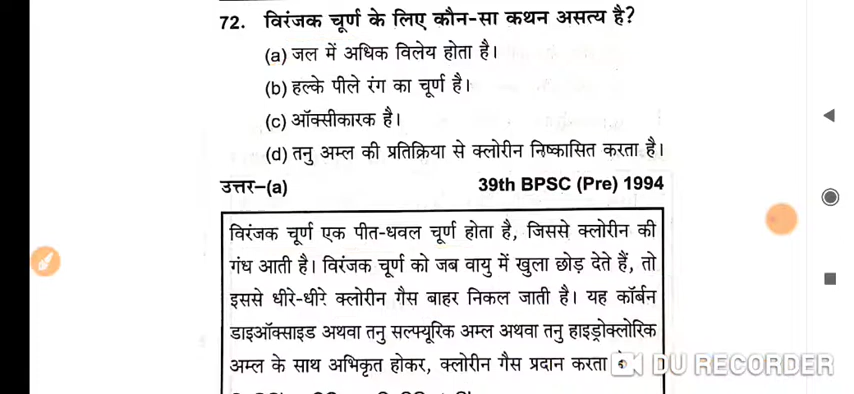 72. विरंजक चूर्ण के लिए कौन-सा कथन असत्य है?
(a) जल में अधिक विलेय होता है।
(b) हल्के पीले रंग का चूर्ण है।
(c) ऑक्सीकारक है।
(d) तनु अम्ल की प्रतिक्रिया से क्लोरीन निष्कासित करता है।
उत्तर–(a) 39th BPSC (Pre) 1994
विरंजक चूर्ण एक पीत-धवल चूर्ण होता है, जिससे क्लोरीन की
गंध आती है। विरंजक चूर्ण को जब वायु में खुला छोड़ देते हैं, तो
इससे धीरे-धीरे क्लोरीन गैस बाहर निकल जाती है। यह कॉर्बन
डाइऑक्साइड अथवा तनु सल्फ्यूरिक अम्ल अथवा तनु हाइड्रोक्लोरिक
अम्ल के साथ अभिकृत होकर, क्लोरीन गैस प्रदान करता
DU RECORDER